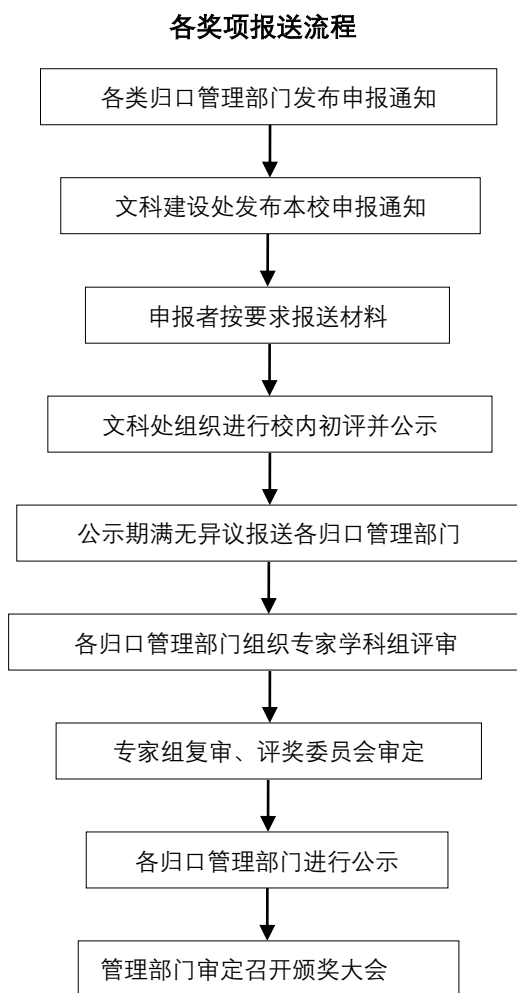 各奖项报送流程
各类归口管理部门发布申报通知
文科建设处发布本校申报通知
申报者按要求报送材料
文科处组织进行校内初评并公示
公示期满无异议报送各归口管理部门
各归口管理部门组织专家学科组评审
专家组复审、评奖委员会审定
各归口管理部门进行公示
管理部门审定召开颁奖大会